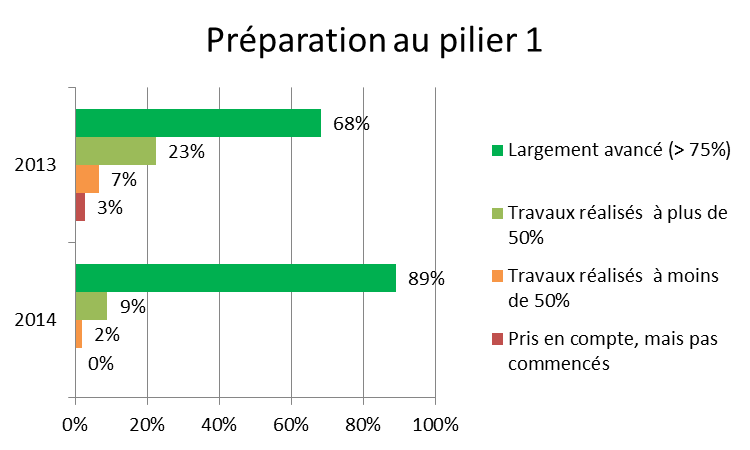 Préparation au pilier 1
2013
68%
23%
7%
3%
2014
89%
9%
2%
0%
0% 20% 40% 60% 80% 100%
Largement avancé (> 75%)
Travaux réalisés à plus de
50%
Travaux réalisés à moins
de 50%
Pris en compte, mais pas
commencés